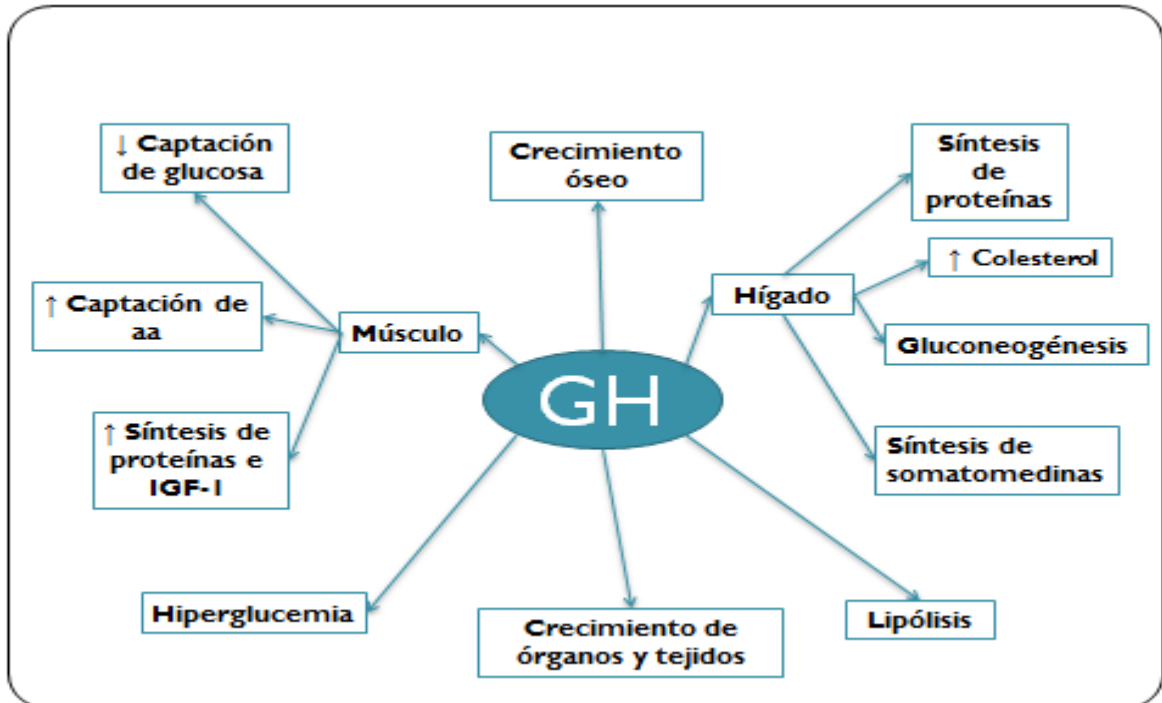 ↓ Captación
de glucosa
Crecimiento
óseo
Síntesis
de
proteínas
↑ Colesterol
Hígado
↑ Captación de
aa
Músculo
Gluconeogénesis
GH
↑ Síntesis de
proteínas e
IGF-1
Síntesis de
somatomedinas
Hiperglucemia
Crecimiento de
órganos y tejidos
Lipólisis